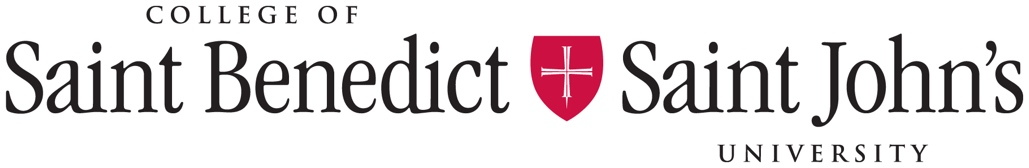 COLLEGE OF
Saint Benedict Saint John's
UNIVERSITY